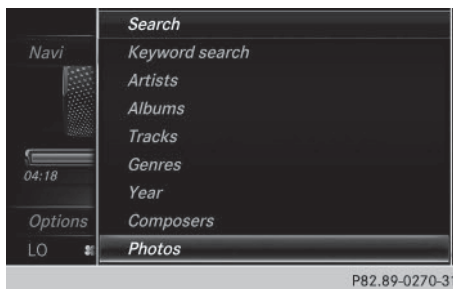 Search
Navi
Keyword search
Artists
Albums
Tracks
Genres
04:18
Year
Options
Composers
LO
Photos
P82.89-0270-31